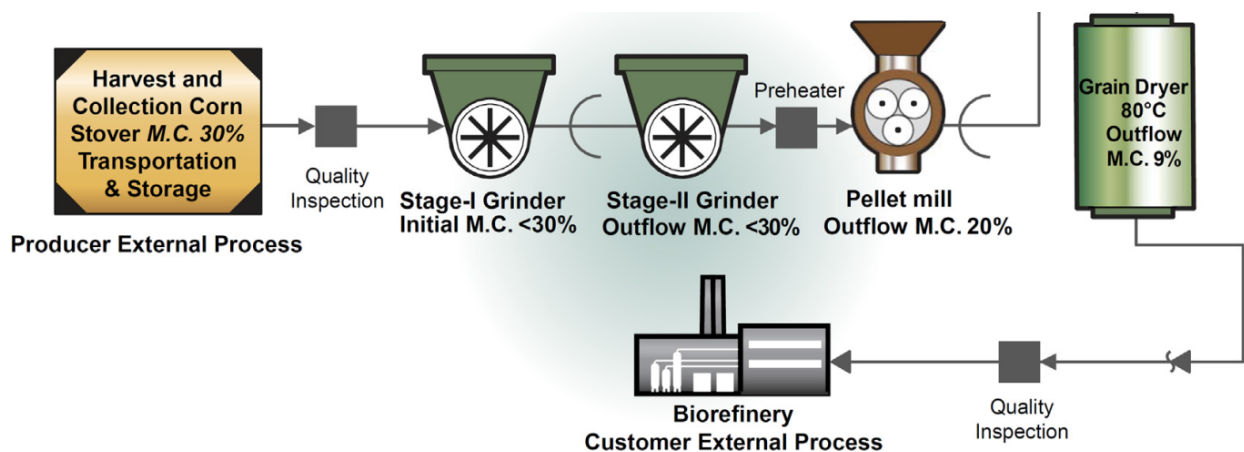 Harvest and
Collection Corn
Stover M.C. 30%
Transportation
& Storage
Producer External Process
Quality
Inspection
Stage-I Grinder
Initial M.C. <30%
Stage-II Grinder
Outflow M.C. <30%
Preheater
Pellet mill
Outflow M.C. 20%
Grain Dryer
80°C
Outflow
M.C. 9%
Quality
Inspection
Biorefinery
Customer External Process